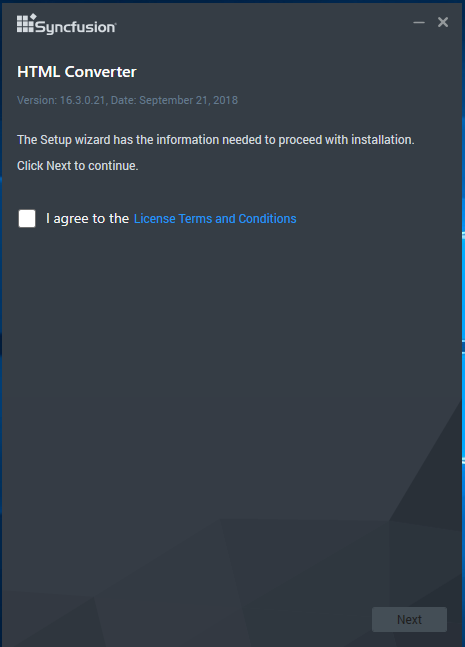 Syncfusion
HTML Converter
Version: 16.3.0.21, Date: September 21, 2018
The Setup wizard has the information needed to proceed with installation.
Click Next to continue.
I agree to the License Terms and Conditions
Next